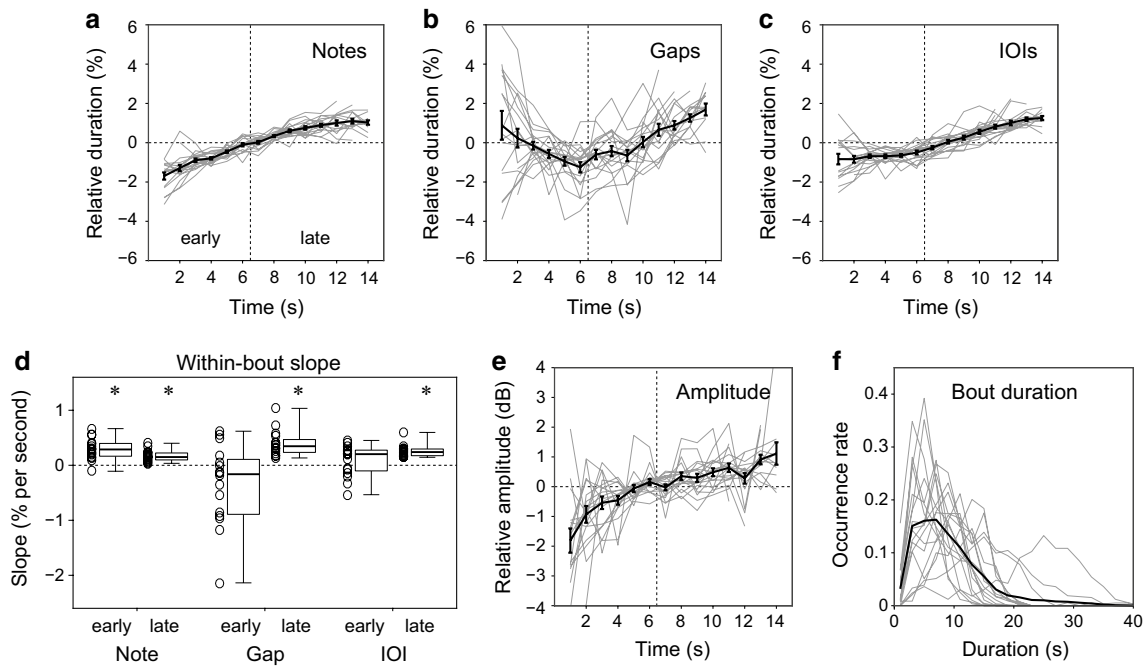 a
Notes
Relative duration (%)
6
4
2
0
−2
−4
−6
early
late
2 4 6 8 10 12 14
Time (s)
b
Gaps
Relative duration (%)
6
4
2
0
−2
−4
−6
2 4 6 8 10 12 14
Time (s)
c
IOIs
Relative duration (%)
6
4
2
0
−2
−4
−6
2 4 6 8 10 12 14
Time (s)
d
Within-bout slope
Slope (% per second)
1
0
−1
−2
* * * *
early late early late early late
Note Gap IOI
e
Amplitude
Relative amplitude (dB)
4
3
2
1
0
−1
−2
−3
−4
2 4 6 8 10 12 14
Time (s)
f
Bout duration
Occurrence rate
0.4
0.3
0.2
0.1
0
0 10 20 30 40
Duration (s)